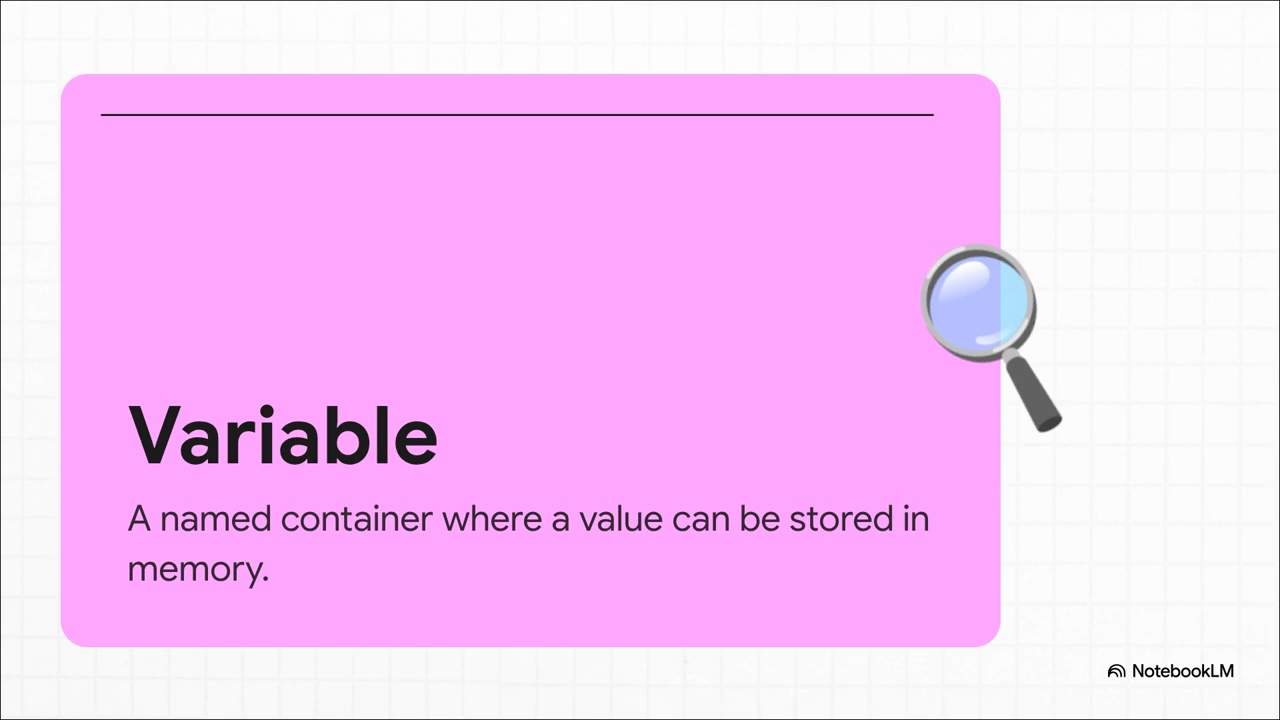 Variable
A named container where a value can be stored in
memory.
NotebookLM